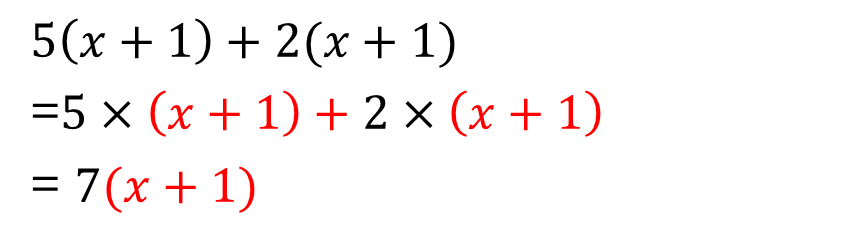 5(x + 1) + 2(x + 1)
=5 × (x + 1) + 2 × (x + 1)
= 7(x + 1)